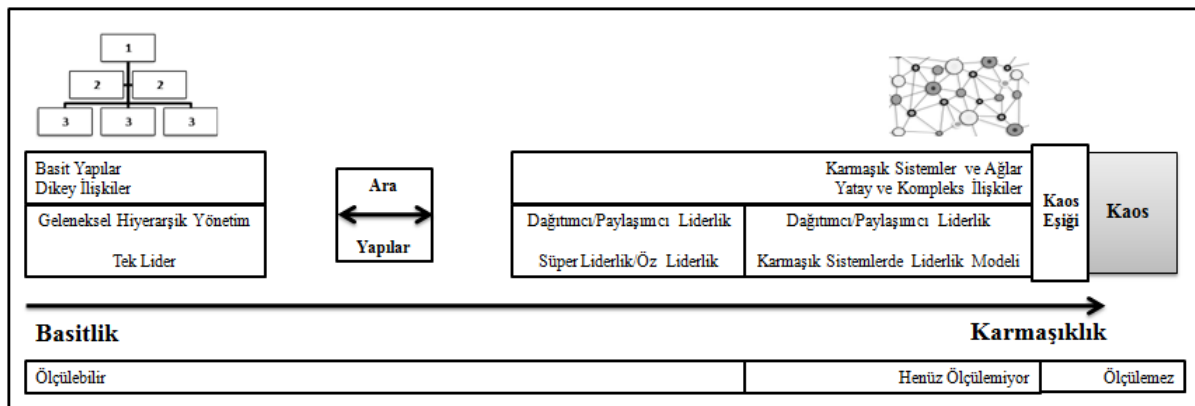 1
2 2
3 3 3
Basit Yapılar
Dikey İlişkiler
Geleneksel Hiyerarşik Yönetim
Tek Lider
Ara
Yapılar
Karmaşık Sistemler ve Ağlar
Yatay ve Kompleks İlişkiler
Dağıtımcı/Paylaşımcı Liderlik
Süper Liderlik/Öz Liderlik
Dağıtımcı/Paylaşımcı Liderlik
Karmaşık Sistemlerde Liderlik Modeli
Kaos
Eşiği
Kaos
Basitlik
Karmaşıklık
Ölçülebilir
Henüz Ölçülemiyor
Ölçülemez